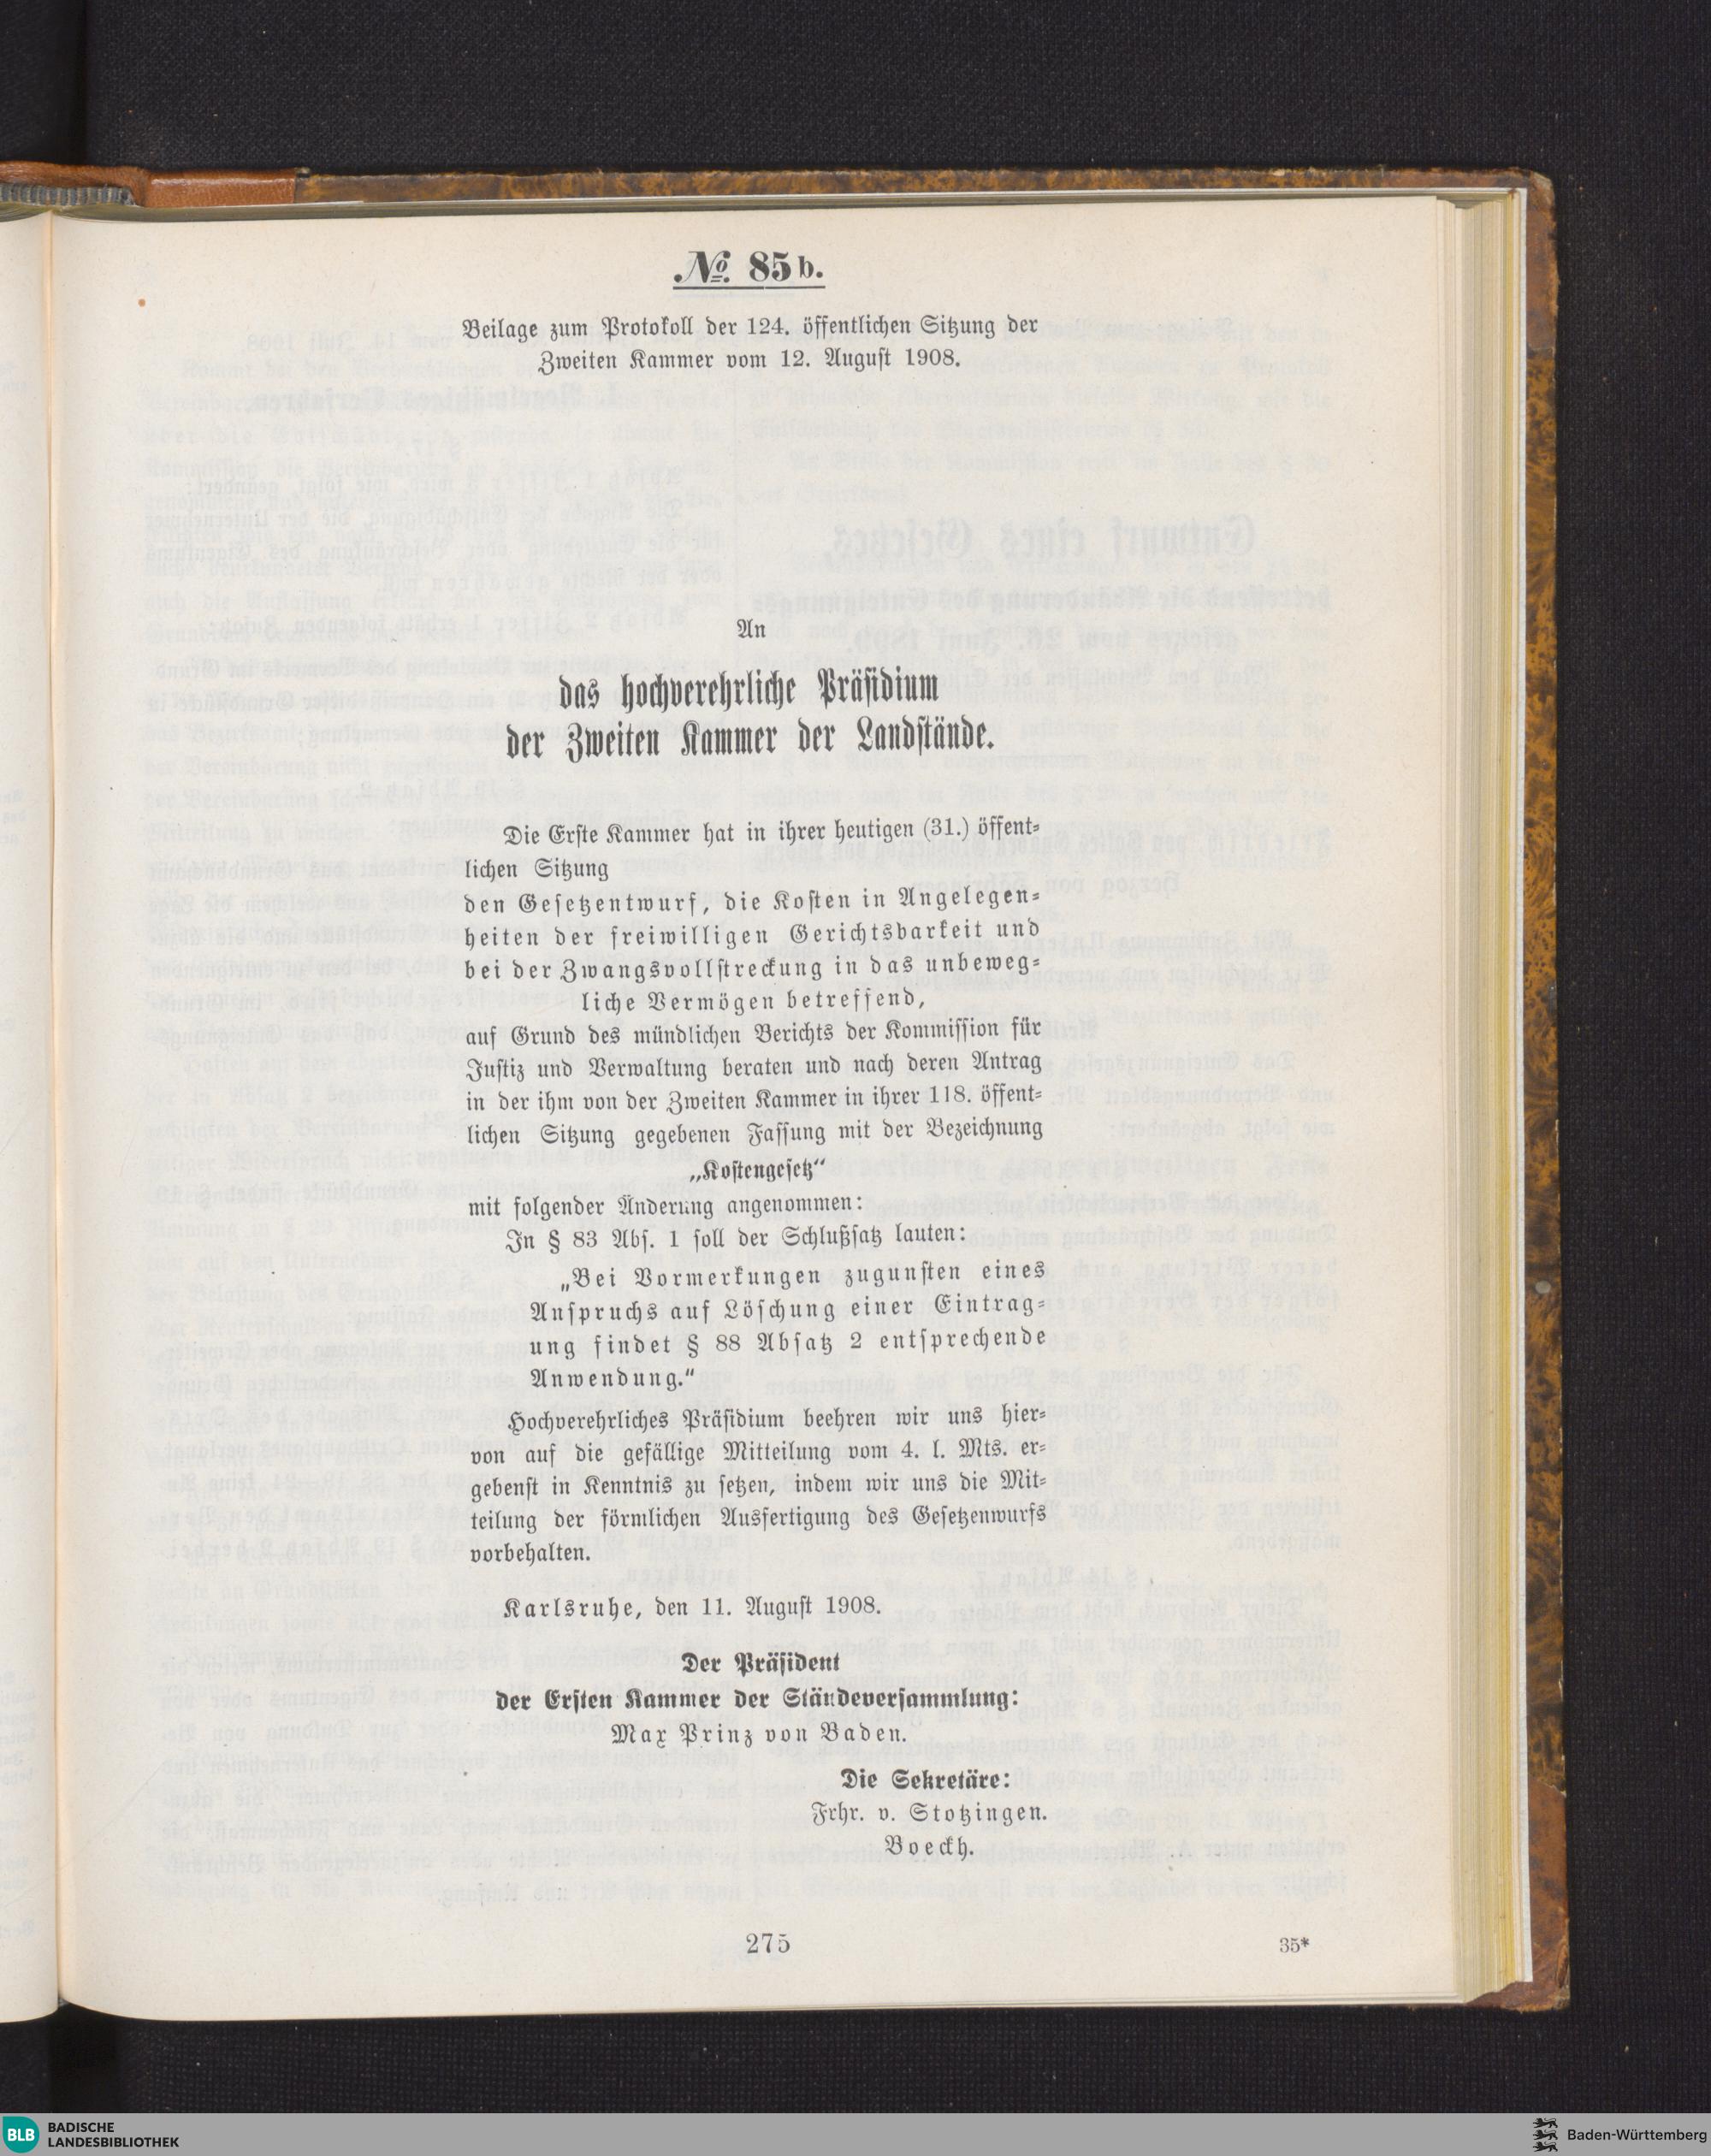 No. 85 b.
Beilage zum Protokoll der 124. öffentlichen Sitzung der
Zweiten Kammer vom 12. August 1908.
An
das hochverehrliche Präsidium
der Zweiten Kammer der Landstände.
Die Erste Kammer hat in ihrer heutigen (31.) öffent-
lichen Sitzung
den Gesetzentwurf, die Kosten in Angelegen-
heiten der freiwilligen Gerichtsbarkeit und
bei der Zwangsvollstreckung in das unbeweg-
liche Vermögen betreffend,
auf Grund des mündlichen Berichts der Kommission für
Justiz und Verwaltung beraten und nach deren Antrag
in der ihm von der Zweiten Kammer in ihrer 118. öffent-
lichen Sitzung gegebenen Fassung mit der Bezeichnung
„Kostengesetz“
mit folgender Änderung angenommen:
In § 83 Abs. 1 soll der Schlußsatz lauten:
„Bei Vormerkungen zugunsten eines
Anspruchs auf Löschung einer Eintrag-
ung findet § 88 Absatz 2 entsprechende
Anwendung.“
Hochverehrliches Präsidium beehren wir uns hier-
von auf die gefällige Mitteilung vom 4. l. Mts. er-
gebenst in Kenntnis zu setzen, indem wir uns die Mit-
teilung der förmlichen Ausfertigung des Gesetzenwurfs
vorbehalten.
Karlsruhe, den 11. August 1908.
Der Präsident
der Ersten Kammer der Ständeversammlung:
Max Prinz von Baden.
Die Sekretäre:
Frhr. v. Stotzingen.
Boeckh.
275
35*
BLB BADISCHE
LANDESBIBLIOTHEK
Baden-Württemberg